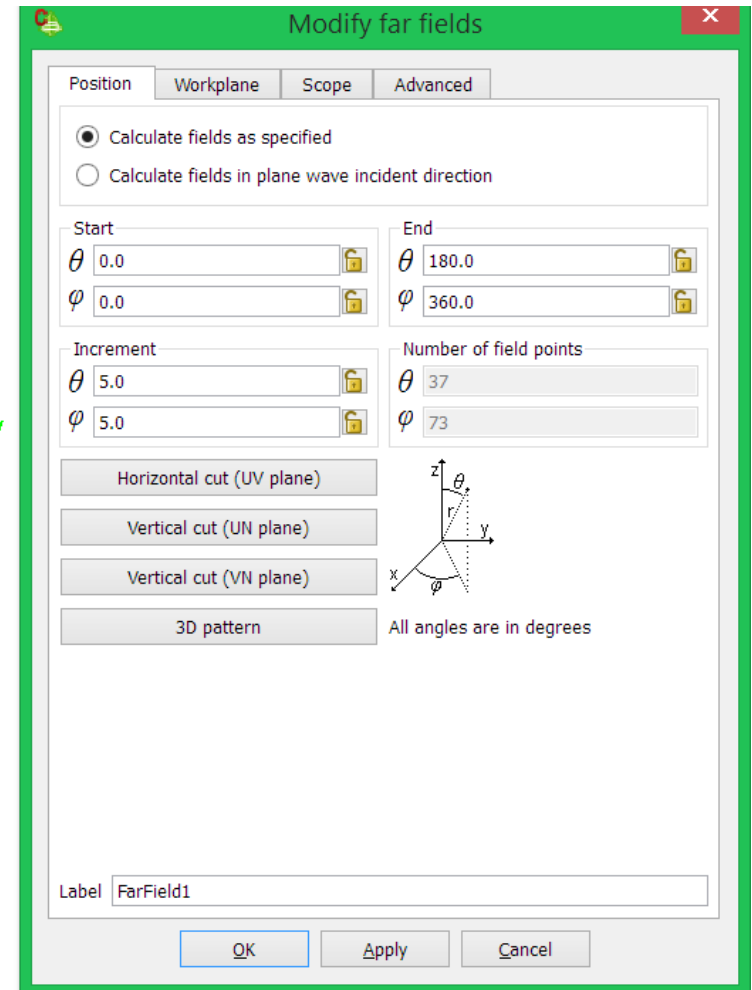 Modify far fields
Position Workplane Scope Advanced
Calculate fields as specified
Calculate fields in plane wave incident direction
Start End
θ 0.0 θ 180.0
φ 0.0 φ 360.0
Increment Number of field points
θ 5.0 θ 37
φ 5.0 φ 73
Horizontal cut (UV plane)
Vertical cut (UN plane)
Vertical cut (VN plane)
3D pattern
z θ
r y
x φ
All angles are in degrees
Label FarField1
OK Apply Cancel